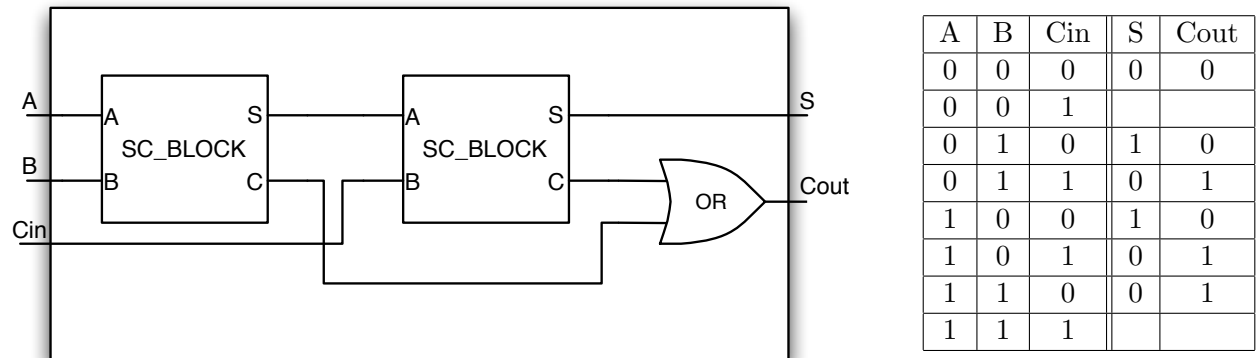 A
B
Cin
A
B
S
C
SC_BLOCK
A
B
S
C
SC_BLOCK
OR
S
Cout
A B Cin S Cout
0 0 0 0 0
0 0 1
0 1 0 1 0
0 1 1 0 1
1 0 0 1 0
1 0 1 0 1
1 1 0 0 1
1 1 1